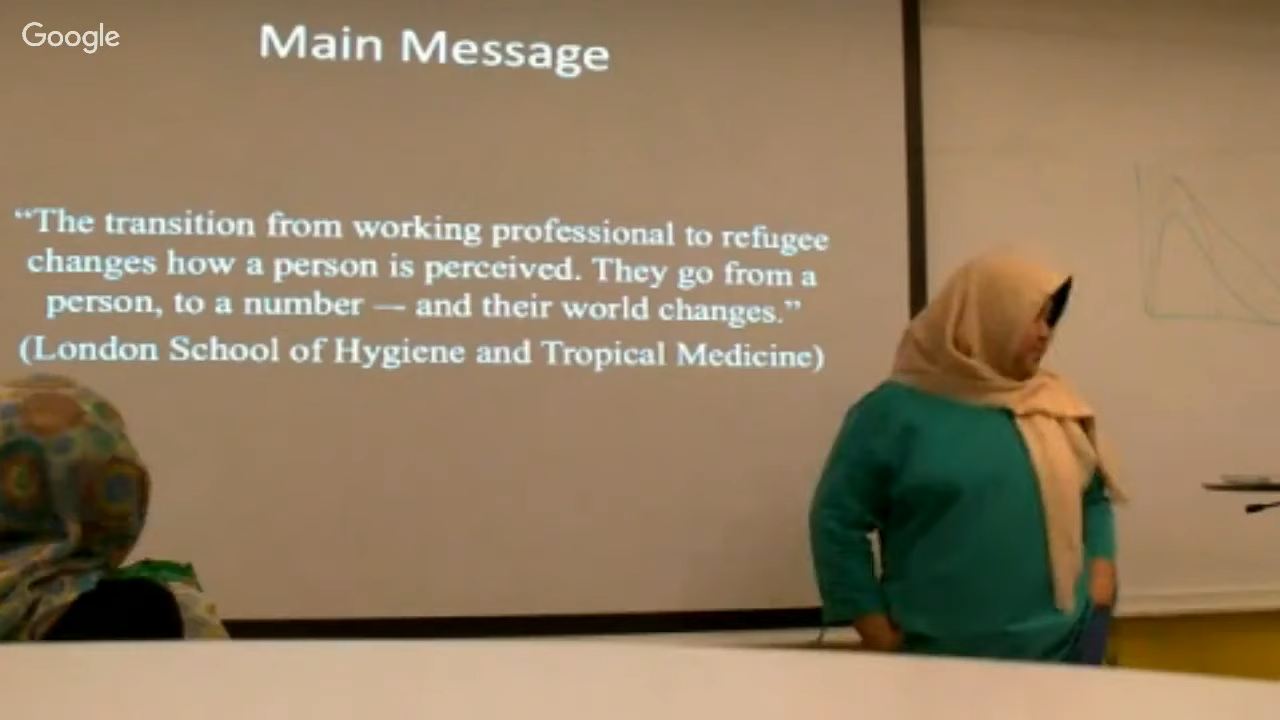 Google
Main Message
“The transition from working professional to refugee
changes how a person is perceived. They go from a
person, to a number — and their world changes.”
(London School of Hygiene and Tropical Medicine)